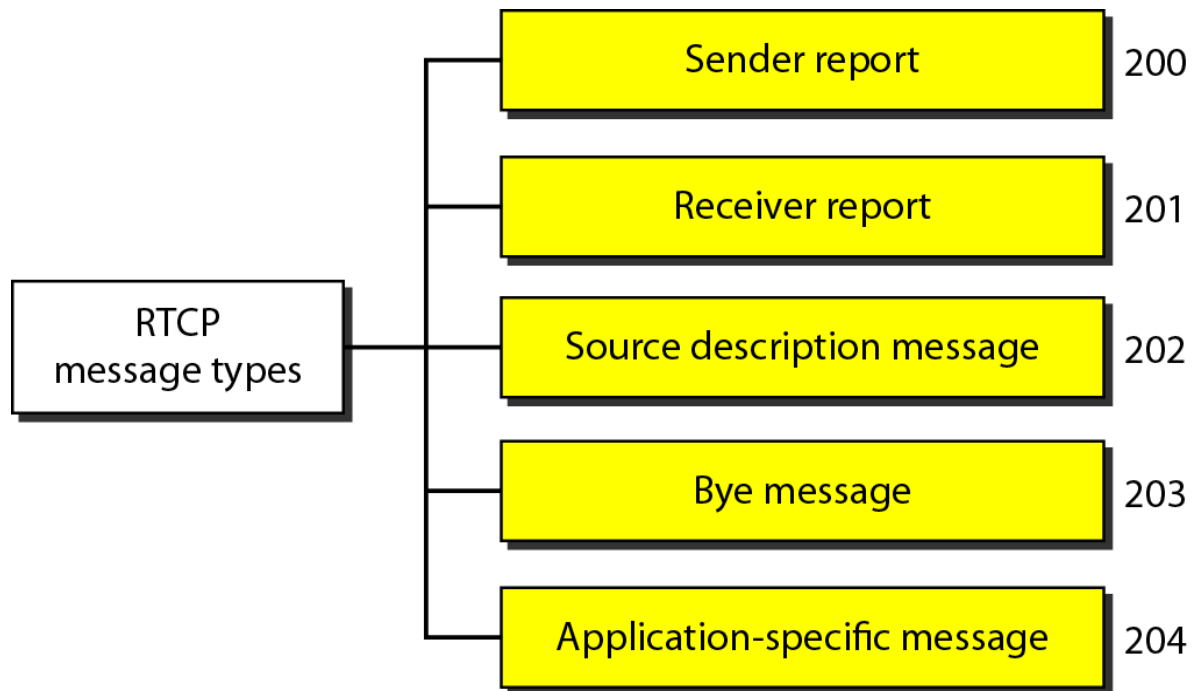 Sender report 200
Receiver report 201
RTCP
message types
Source description message 202
Bye message 203
Application-specific message 204